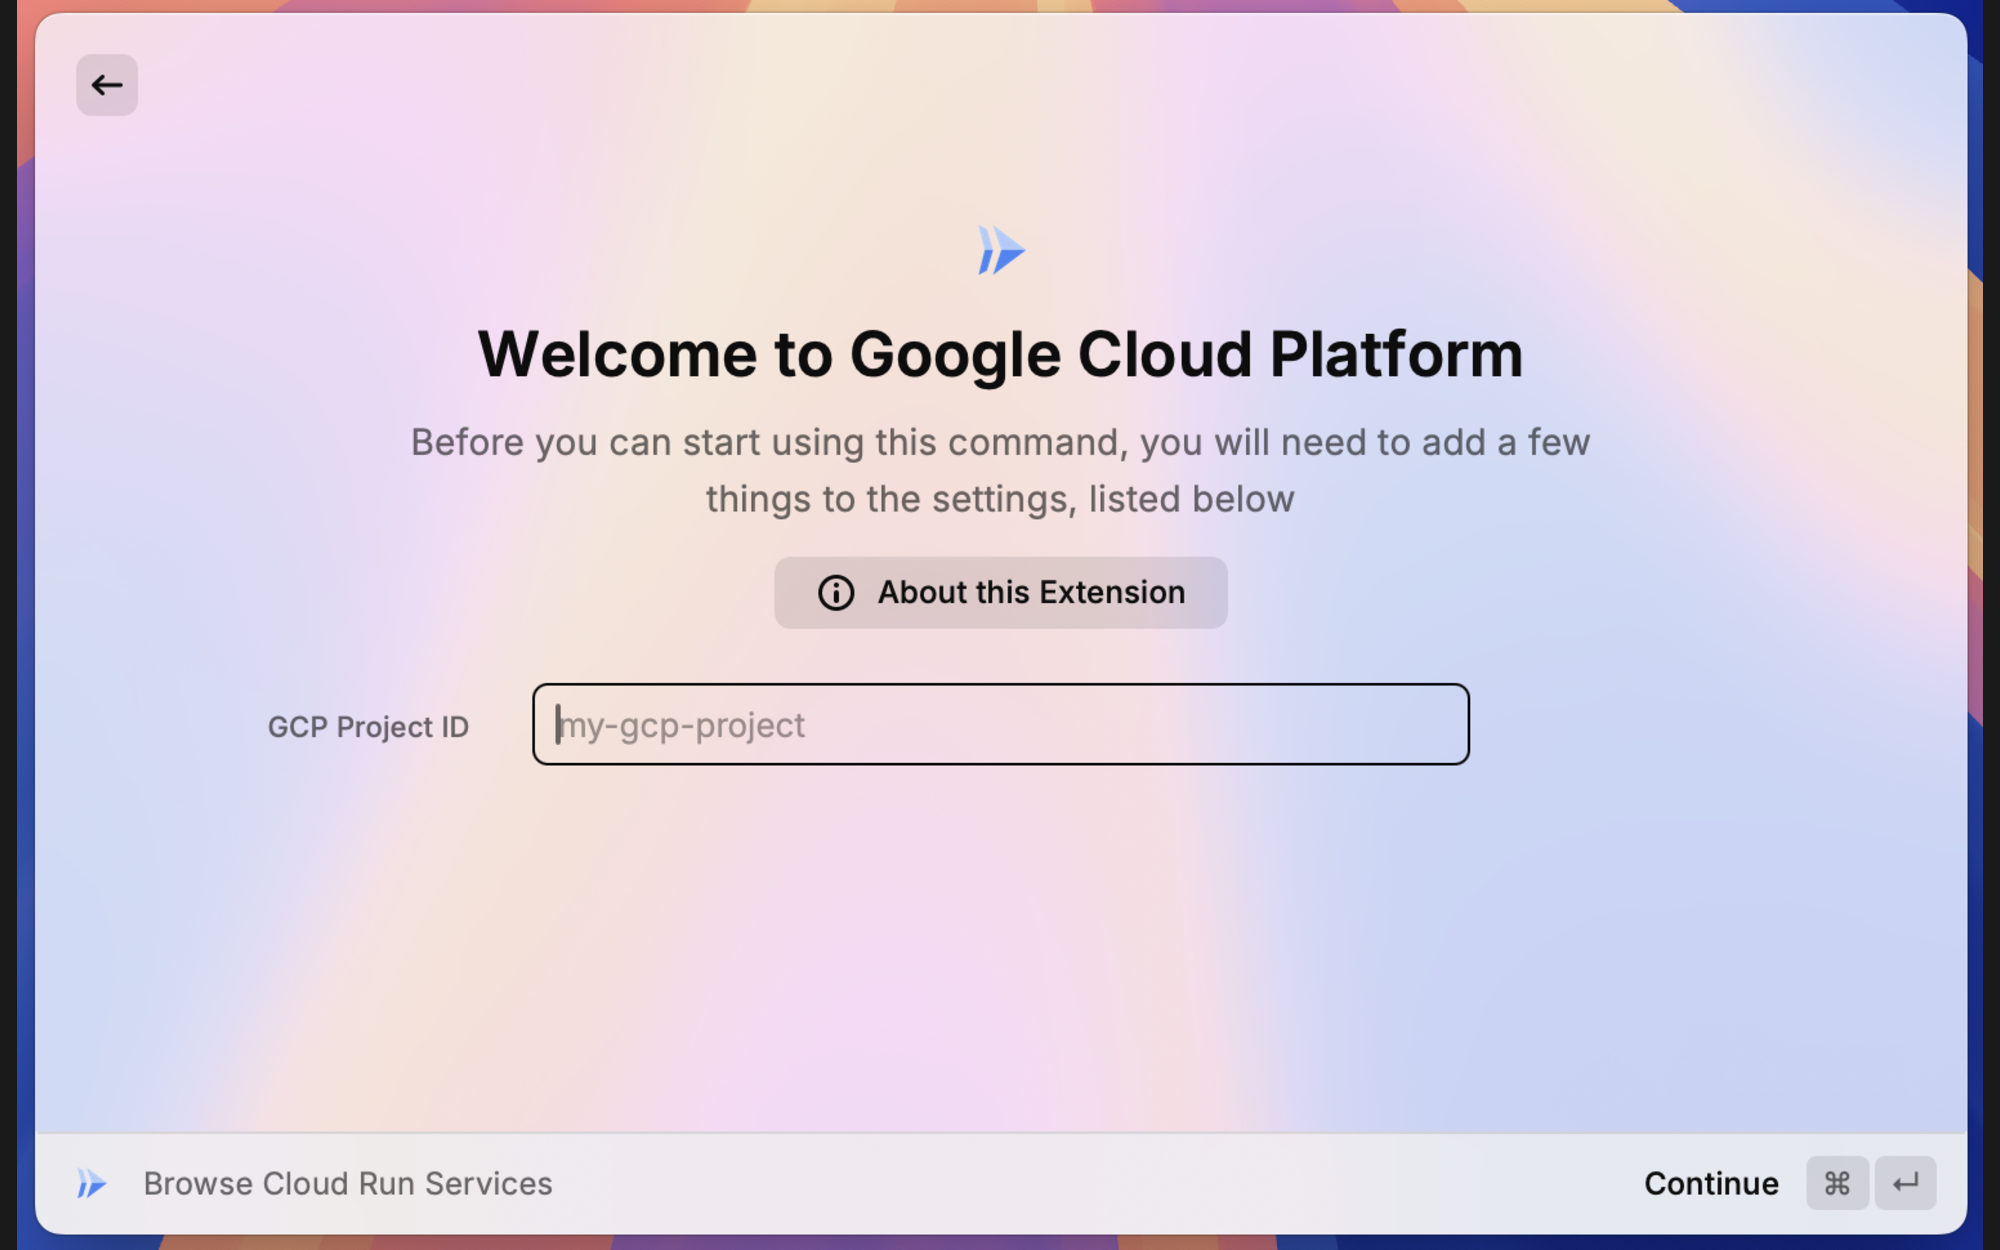 Welcome to Google Cloud Platform
Before you can start using this command, you will need to add a few
things to the settings, listed below
About this Extension
GCP Project ID
my-gcp-project
Browse Cloud Run Services
Continue ⌘ ↵